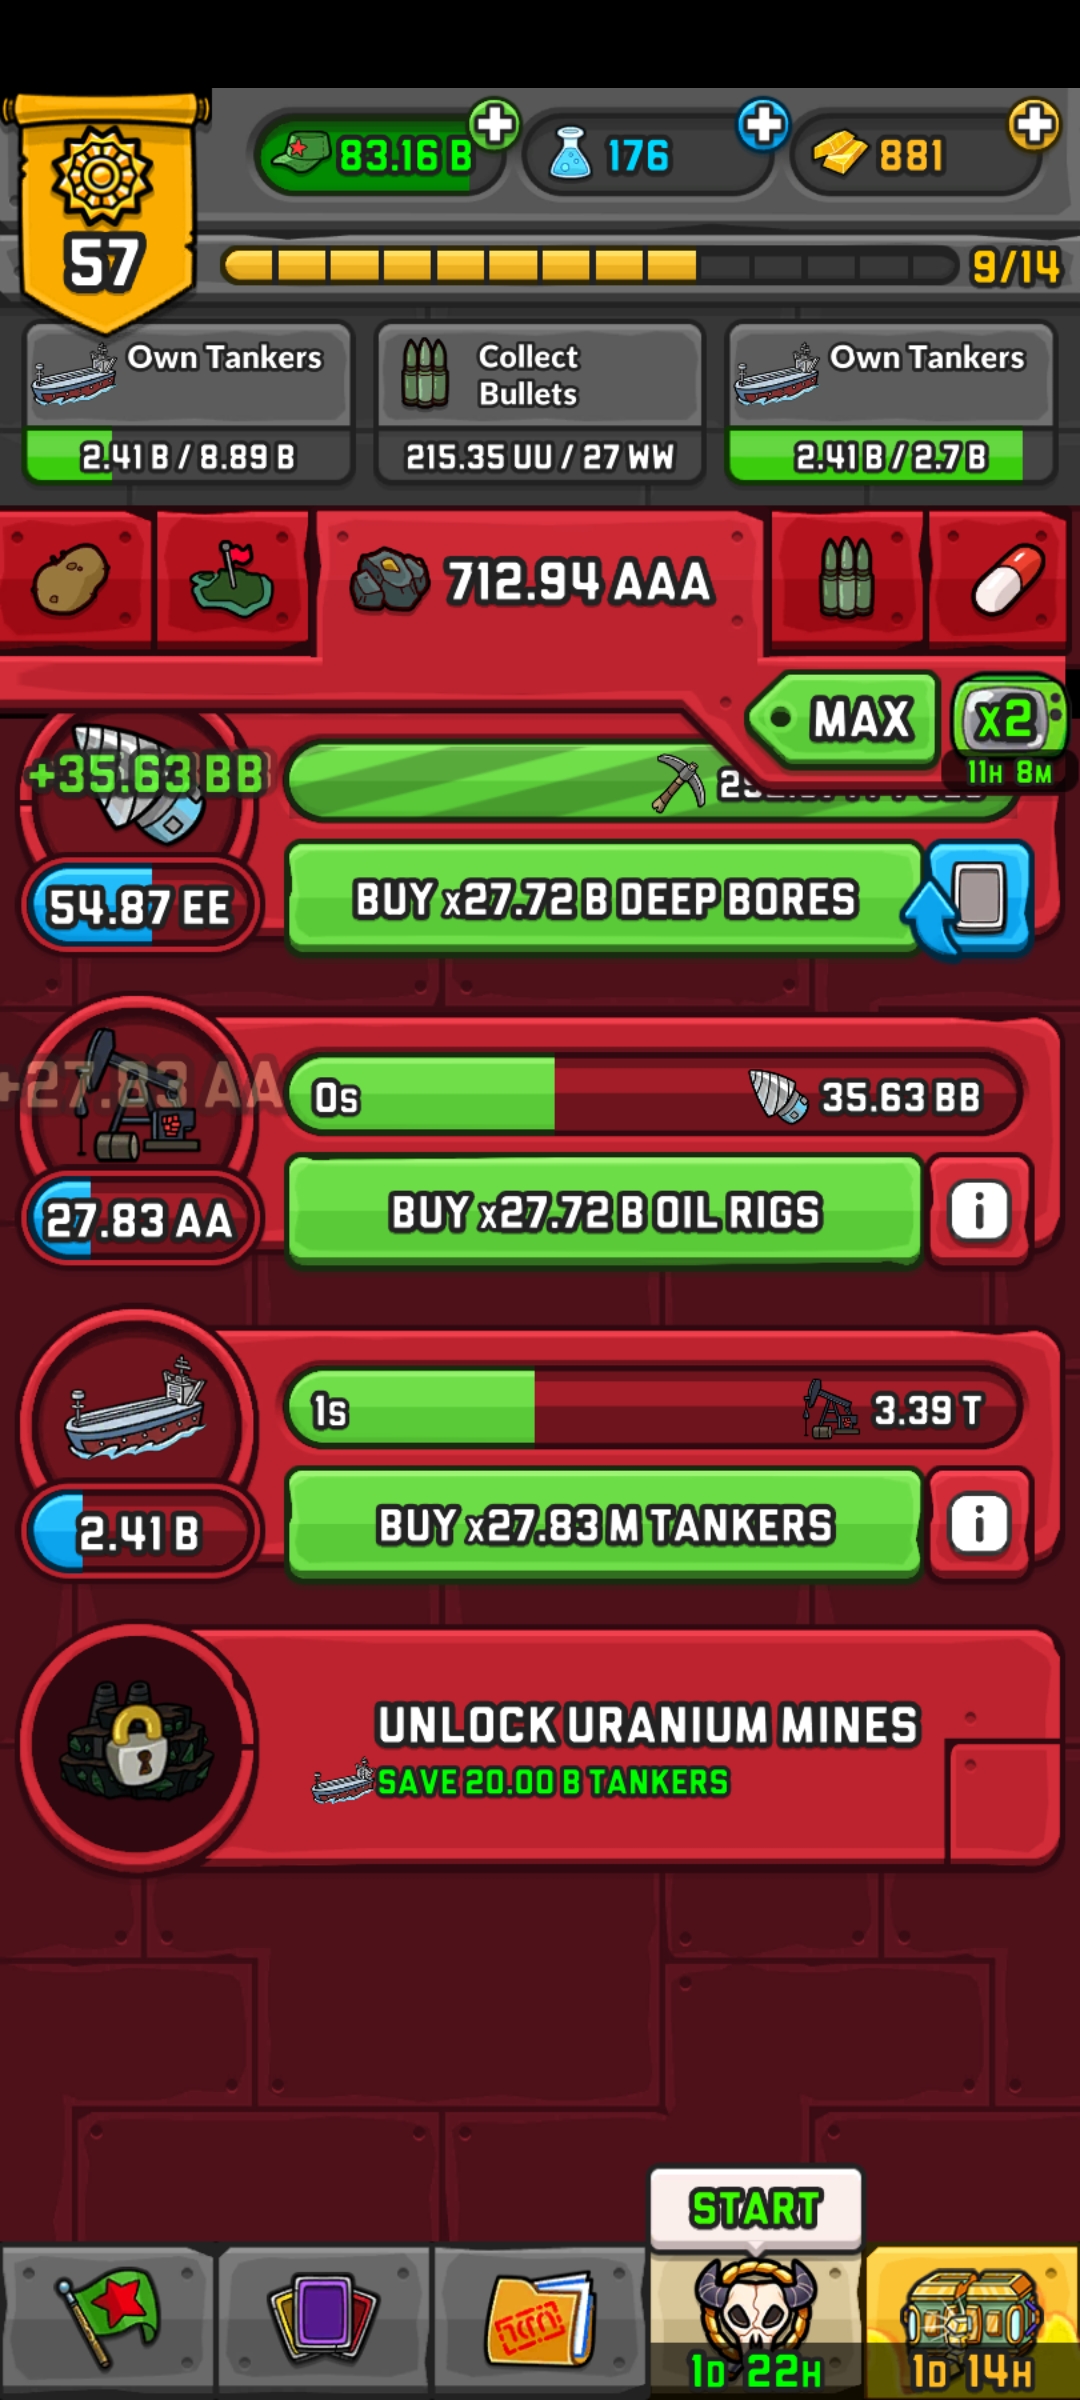 83.16 B
176
881
57
9/14
Own Tankers
2.41 B / 8.89 B
Collect
Bullets
215.35 UU / 27 WW
Own Tankers
2.41 B / 2.7 B
712.94 AAA
MAX
x2
11H 8M
+35.63 BB
54.87 EE
BUY x27.72 B DEEP BORES
+27.83 AA
0s
35.63 BB
27.83 AA
BUY x27.72 B OIL RIGS
i
1s
3.39 T
2.41 B
BUY x27.83 M TANKERS
i
UNLOCK URANIUM MINES
SAVE 20.00 B TANKERS
START
1D 22H
1D 14H